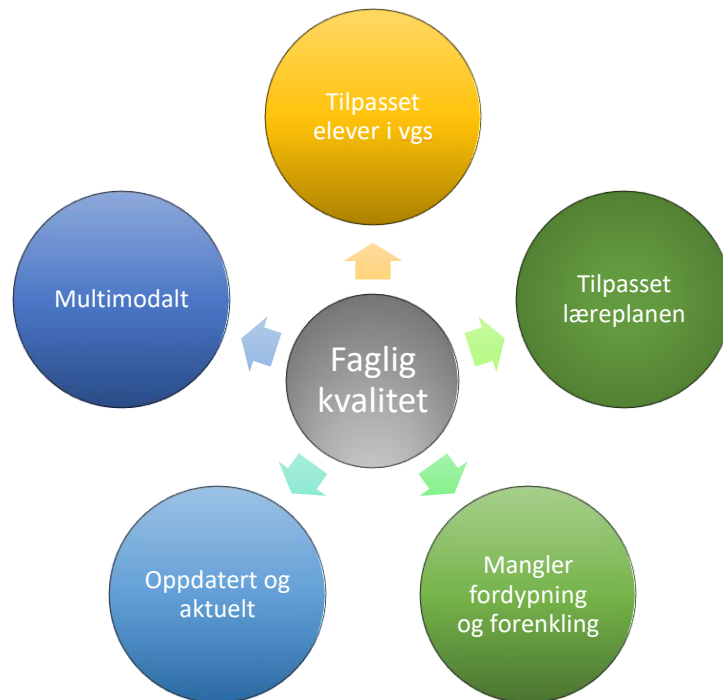 Tilpasset
elever i vgs
Multimodalt
Tilpasset
læreplanen
Faglig
kvalitet
Oppdatert og
aktuelt
Mangler
fordypning
og forenkling